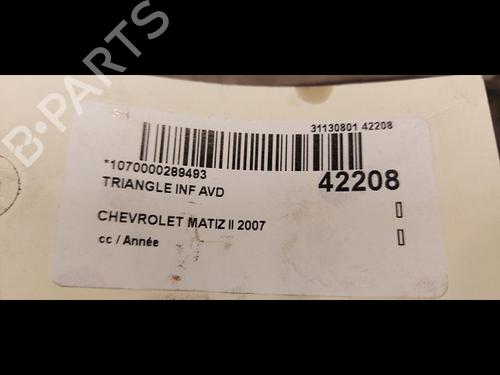 B-PARTS
31130801 42208
*1070000289493
TRIANGLE INF AVD
42208
CHEVROLET MATIZ II 2007
cc / Année